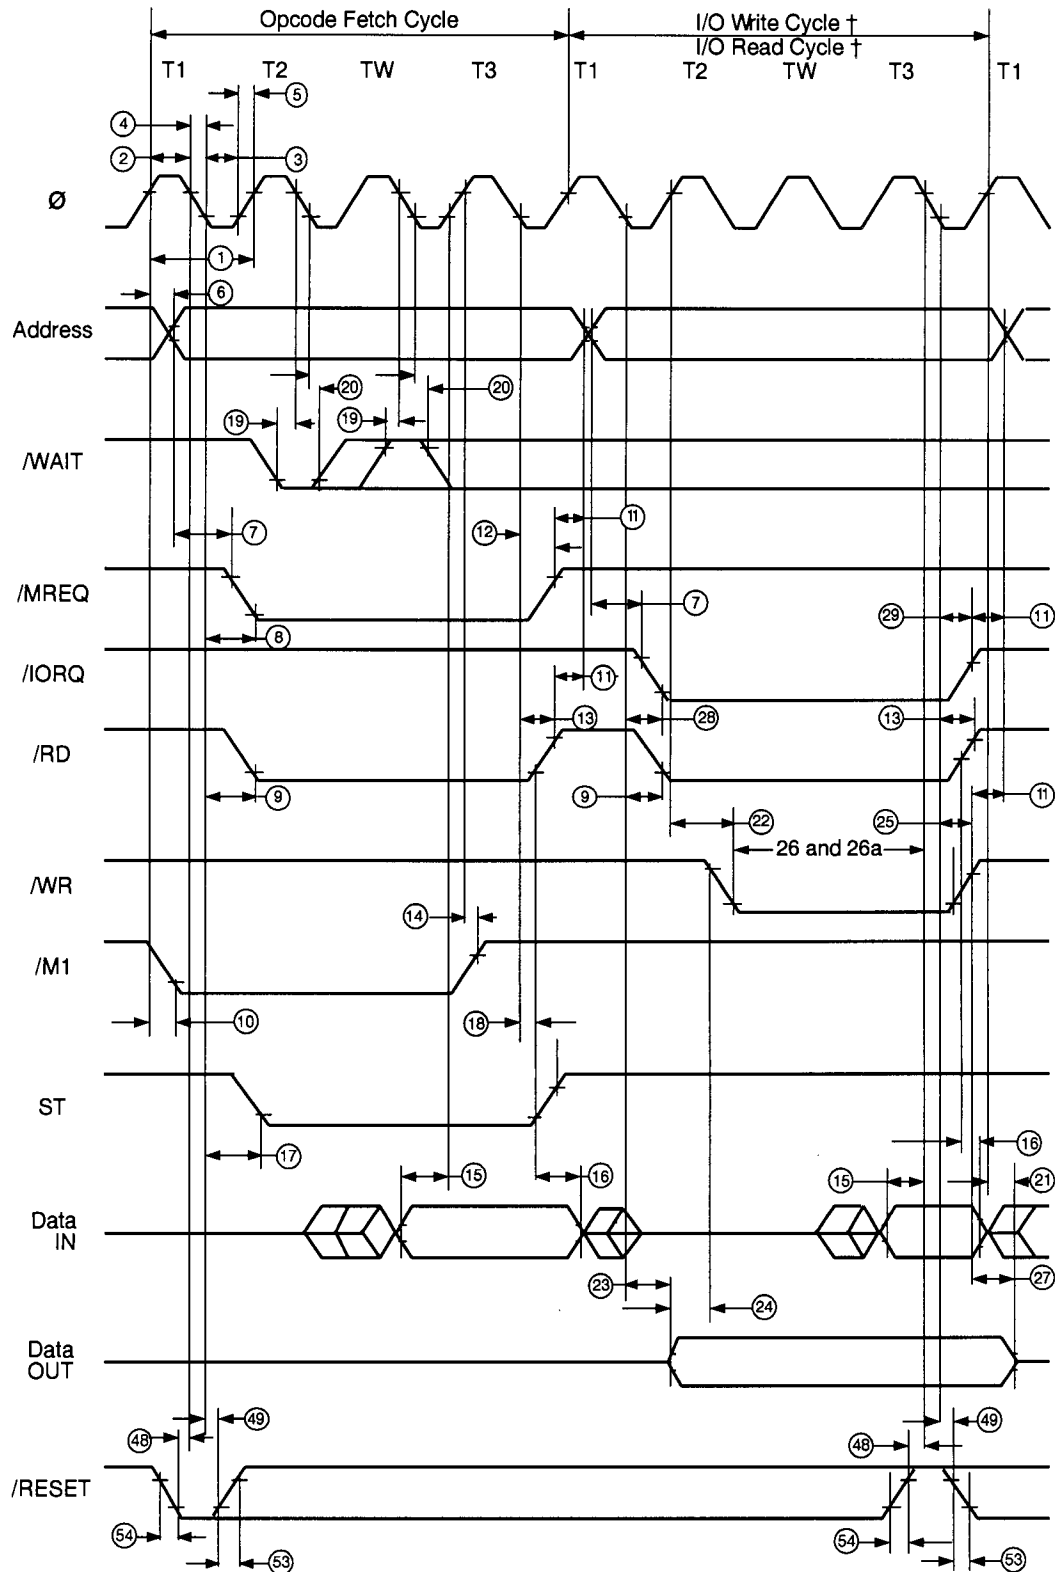 Opcode Fetch Cycle
I/O Write Cycle †
I/O Read Cycle †
T1 T2 TW T3 T1 T2 TW T3 T1
5
4
2 3
Ø
1
6
Address
20 20
19 19
/WAIT
11
12
7
/MREQ
7 29 11
8
/IORQ
11
13 28 13
/RD
9 9 11
22 25
26 and 26a
/WR
14
/M1
10 18
ST
16
17
15 16 15 21
Data
IN
23 27
24
Data
OUT
49 49
48 48
/RESET
54 54
53 53